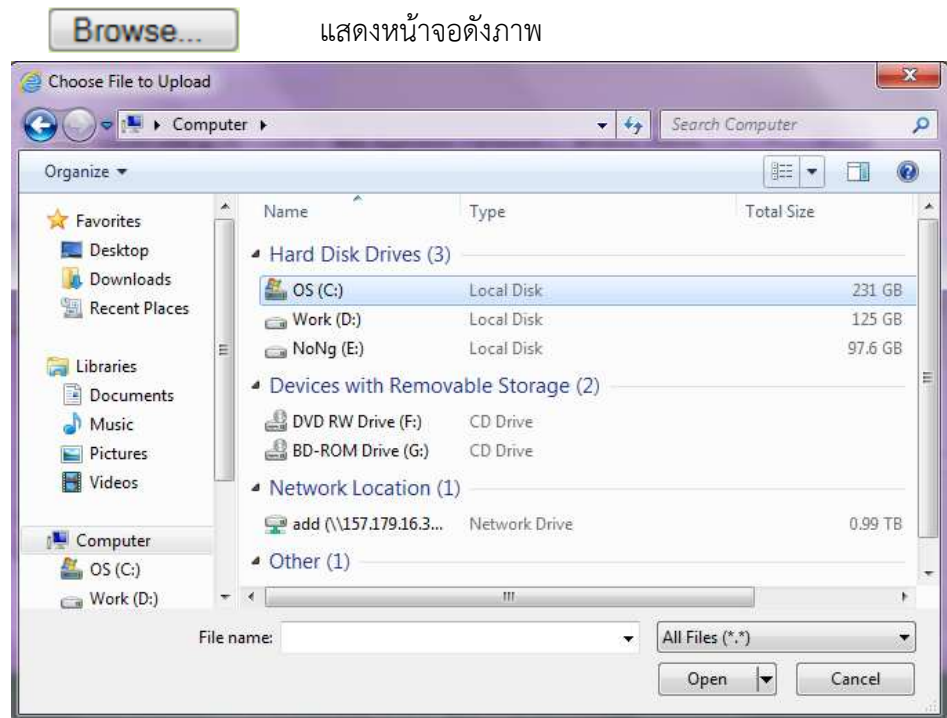 Browse... แสดงหน้าจอดังภาพ
Choose File to Upload
Computer
Search Computer
Organize
Name Type Total Size
Favorites
Desktop
Downloads
Recent Places
Libraries
Documents
Music
Pictures
Videos
Computer
OS (C:)
Work (D:)
Hard Disk Drives (3)
OS (C:) Local Disk 231 GB
Work (D:) Local Disk 125 GB
NoNg (E:) Local Disk 97.6 GB
Devices with Removable Storage (2)
DVD RW Drive (F:) CD Drive
BD-ROM Drive (G:) CD Drive
Network Location (1)
add (\\157.179.16.3... Network Drive 0.99 TB
Other (1)
File name: All Files (*.*)
Open Cancel